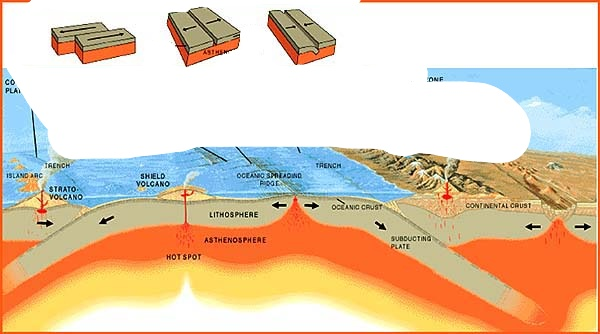 ASTHEN
TRENCH
ISLAND ARC
STRATO-
VOLCANO
SHIELD
VOLCANO
OCEANIC SPREADING
RIDGE
TRENCH
LITHOSPHERE
OCEANIC CRUST
CONTINENTAL CRUST
ASTHENOSPHERE
SUBDUCTING
PLATE
HOT SPOT